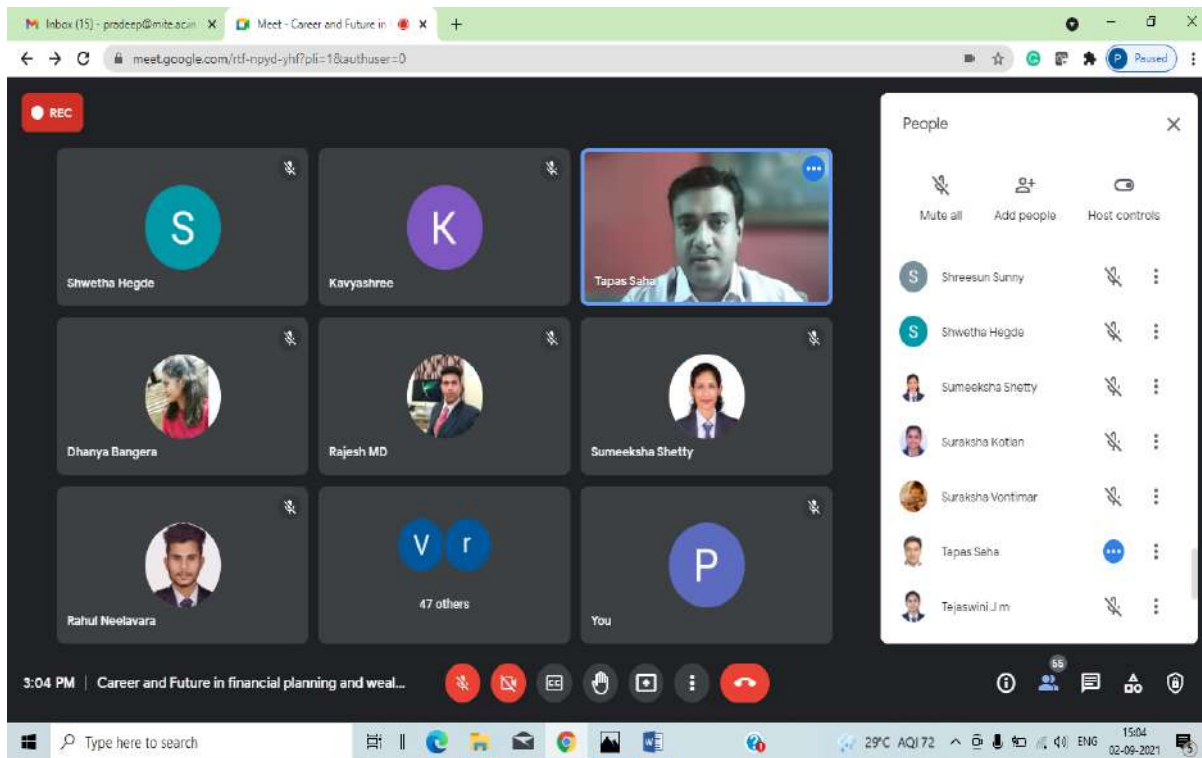 Inbox (15) - pradeep@mite.ac.in
Meet - Career and Future in
meet.google.com/rtf-npyd-yhf?pli=1&authuser=0
P Paused
REC
People
Mute all Add people Host controls
S
Shwetha Hegde
K
Kavyashree
Tapas Saha
Dhanya Bangera
Rajesh MD
Sumeeksha Shetty
Rahul Neelavara
V r
47 others
P
You
S Shreesun Sunny
S Shwetha Hegde
Sumeeksha Shetty
Suraksha Kotian
Suraksha Vontimar
Tapas Saha
Tejaswini J m
3:04 PM | Career and Future in financial planning and weal...
CC
55
Type here to search
W
29°C AQI 72 ENG
15:04
02-09-2021
5